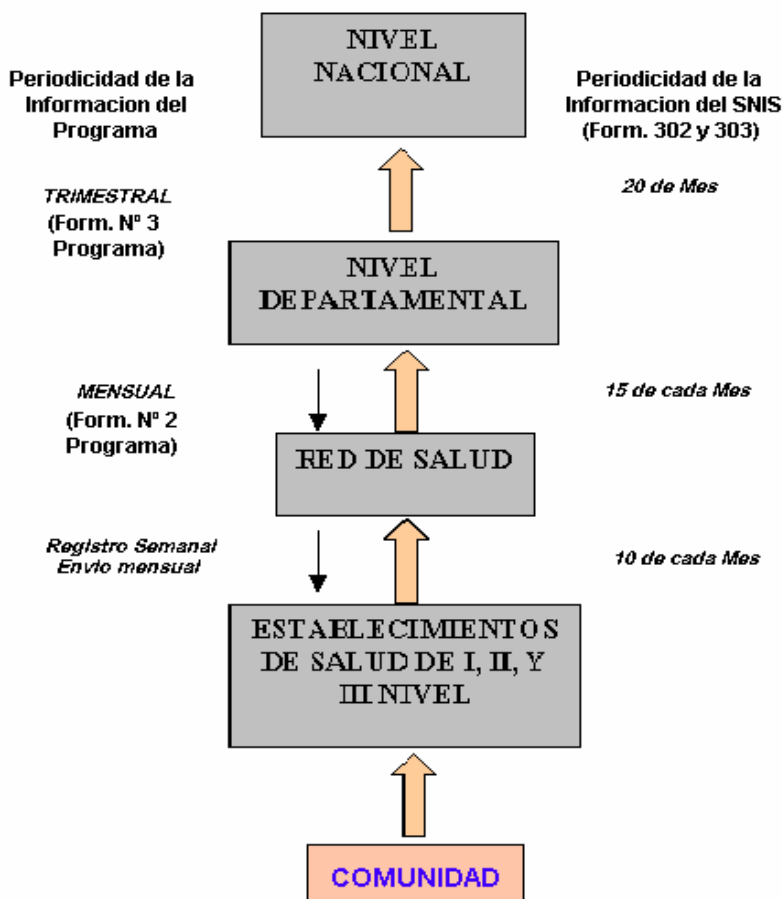 NIVEL
NACIONAL
Periodicidad de la
Informacion del
Programa
Periodicidad de la
Informacion del SNIS
(Form. 302 y 303)
TRIMESTRAL
(Form. Nº 3
Programa)
20 de Mes
NIVEL
DEPARTAMENTAL
MENSUAL
(Form. Nº 2
Programa)
15 de cada Mes
RED DE SALUD
Registro Semanal
Envio mensual
10 de cada Mes
ESTABLECIMIENTOS
DE SALUD DE I, II, Y
III NIVEL
COMUNIDAD